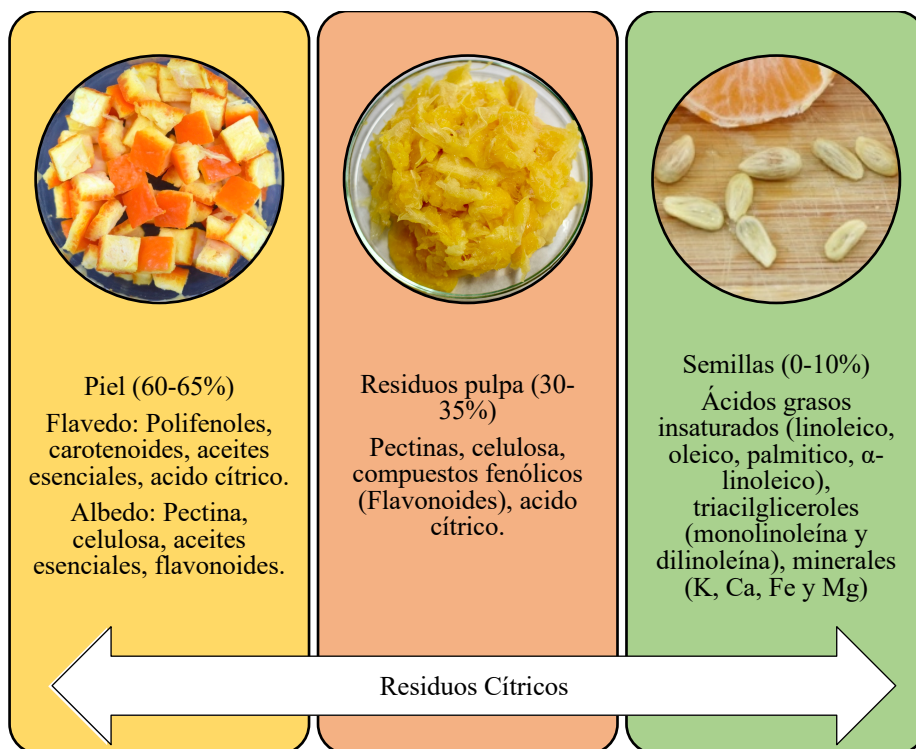 Piel (60-65%)
Flavedo: Polifenoles,
carotenoides, aceites
esenciales, acido cítrico.
Albedo: Pectina,
celulosa, aceites
esenciales, flavonoides.
Residuos pulpa (30-
35%)
Pectinas, celulosa,
compuestos fenólicos
(Flavonoides), acido
cítrico.
Semillas (0-10%)
Ácidos grasos
insaturados (linoleico,
oleico, palmitico, α-
linoleico),
triacilgliceroles
(monolinoleína y
dilinoleína), minerales
(K, Ca, Fe y Mg)
Residuos Cítricos